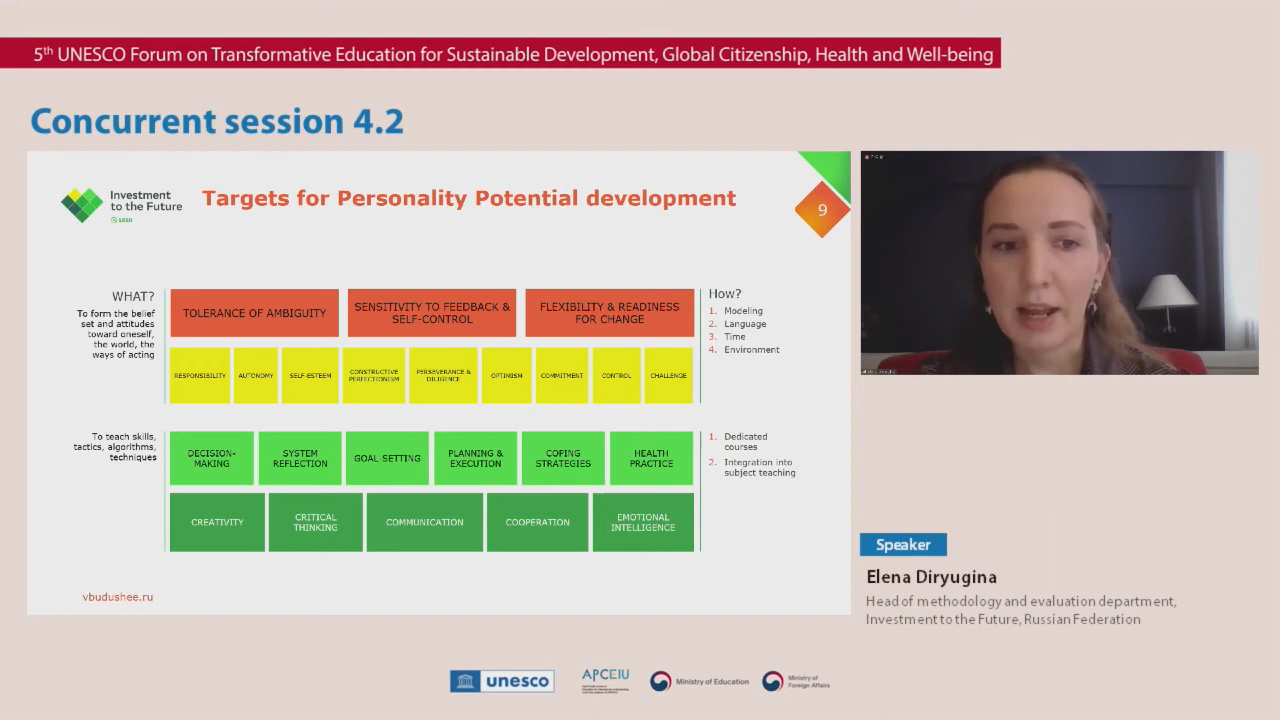 5th UNESCO Forum on Transformative Education for Sustainable Development, Global Citizenship, Health and Well-being
Concurrent session 4.2
Investment
to the Future
SBER
Targets for Personality Potential development
9
WHAT?
To form the belief
set and attitudes
toward oneself,
the world, the
ways of acting
TOLERANCE OF AMBIGUITY
SENSITIVITY TO FEEDBACK &
SELF-CONTROL
FLEXIBILITY & READINESS
FOR CHANGE
RESPONSIBILITY
AUTONOMY
SELF-ESTEEM
CONSTRUCTIVE
PERFECTIONISM
PERSEVERANCE &
DILIGENCE
OPTIMISM
COMMITMENT
CONTROL
CHALLENGE
How?
1. Modeling
2. Language
3. Time
4. Environment
To teach skills,
tactics, algorithms,
techniques
DECISION-
MAKING
SYSTEM
REFLECTION
GOAL-SETTING
PLANNING &
EXECUTION
COPING
STRATEGIES
HEALTH
PRACTICE
CREATIVITY
CRITICAL
THINKING
COMMUNICATION
COOPERATION
EMOTIONAL
INTELLIGENCE
1. Dedicated
courses
2. Integration into
subject teaching
vbudushee.ru
Speaker
Elena Diryugina
Head of methodology and evaluation department,
Investment to the Future, Russian Federation
unesco
APCEIU
Ministry of Education
Ministry of
Foreign Affairs